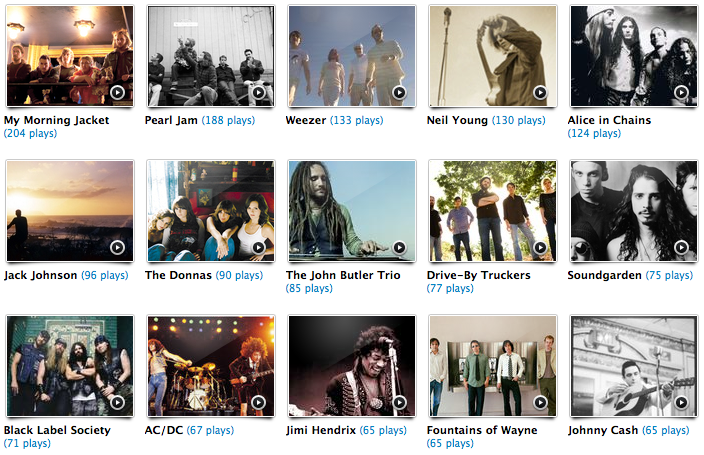 My Morning Jacket
(204 plays)
Pearl Jam (188 plays)
Weezer (133 plays)
Neil Young (130 plays)
Alice in Chains
(124 plays)
Jack Johnson (96 plays)
The Donnas (90 plays)
The John Butler Trio
(85 plays)
Drive-By Truckers
(77 plays)
Soundgarden (75 plays)
Black Label Society
(71 plays)
AC/DC (67 plays)
Jimi Hendrix (65 plays)
Fountains of Wayne
(65 plays)
Johnny Cash (65 plays)